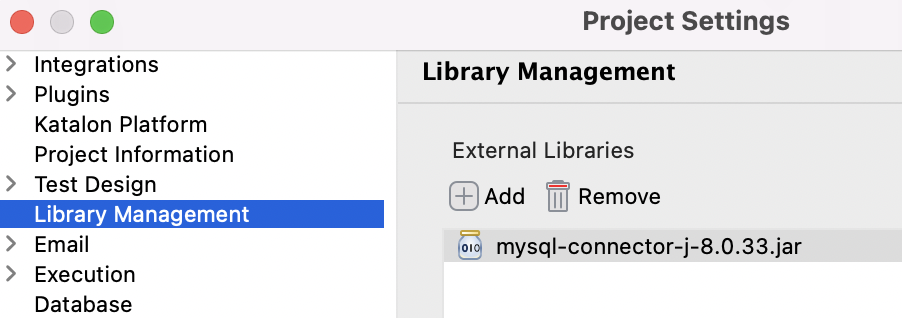 Project Settings
Integrations
Plugins
Katalon Platform
Project Information
Test Design
Library Management
Email
Execution
Database
Library Management
External Libraries
Add Remove
010 mysql-connector-j-8.0.33.jar